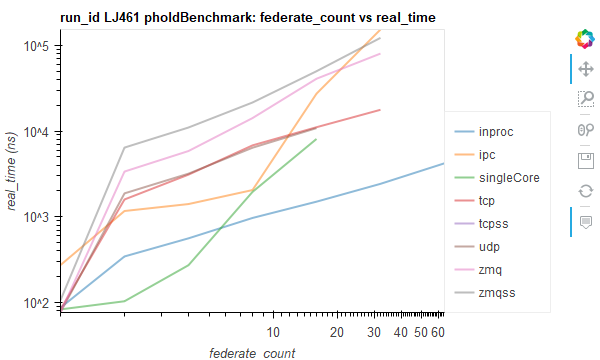 run_id LJ461 pholdBenchmark: federate_count vs real_time
10^5
10^4
10^3
10^2
real_time (ns)
10 20 30 40 50 60
federate_count
inproc
ipc
singleCore
tcp
tcpss
udp
zmq
zmqss